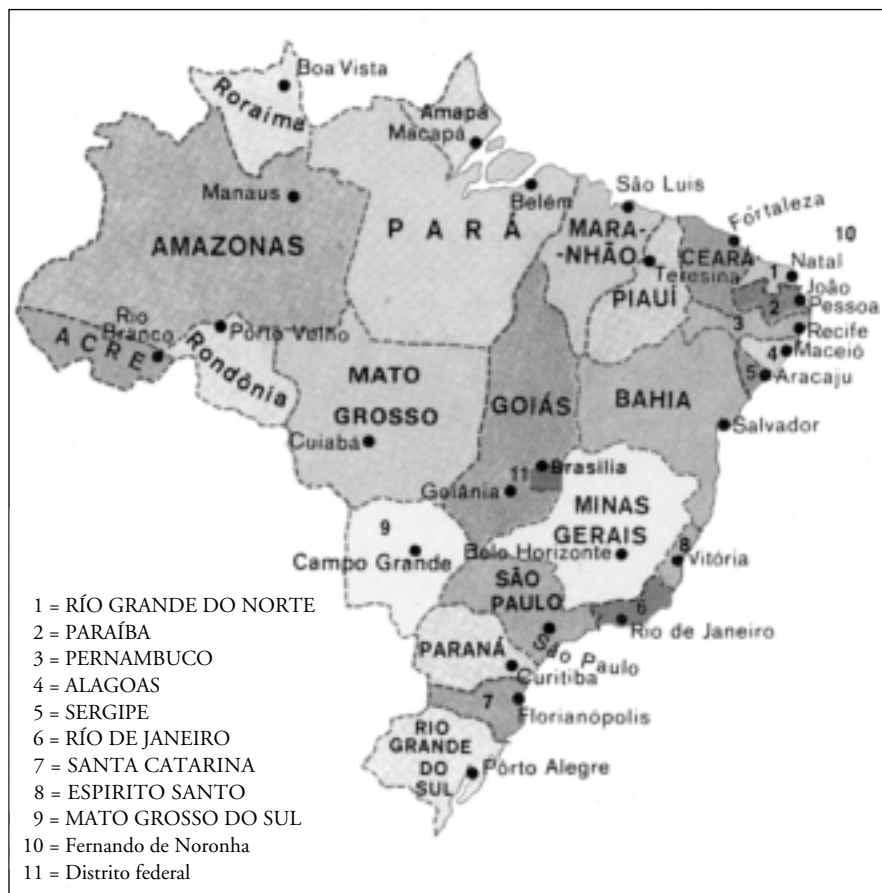 Boa Vista
Roraima
Amapá
Macapá
Manaus
Belém
São Luis
Fortaleza
AMAZONAS
PARÁ
MARA-
-NHÃO
CEARÁ
10
1
Natal
Teresina
João
Pessoa
2
PIAUÍ
3
Recife
Rio
Branco
ACRE
Pôrto Velho
Rondônia
4
Maceió
5
Aracaju
MATO
GROSSO
GOIÁS
BAHIA
Salvador
Cuiabá
11
Brasília
Goiânia
MINAS
GERAIS
9
Campo Grande
Belo Horizonte
8
Vitória
SÃO
PAULO
6
Rio de Janeiro
São Paulo
PARANÁ
Curitiba
7
Florianópolis
RIO
GRANDE
DO
SUL
Pôrto Alegre
1 = RÍO GRANDE DO NORTE
2 = PARAÍBA
3 = PERNAMBUCO
4 = ALAGOAS
5 = SERGIPE
6 = RÍO DE JANEIRO
7 = SANTA CATARINA
8 = ESPIRITO SANTO
9 = MATO GROSSO DO SUL
10 = Fernando de Noronha
11 = Distrito federal